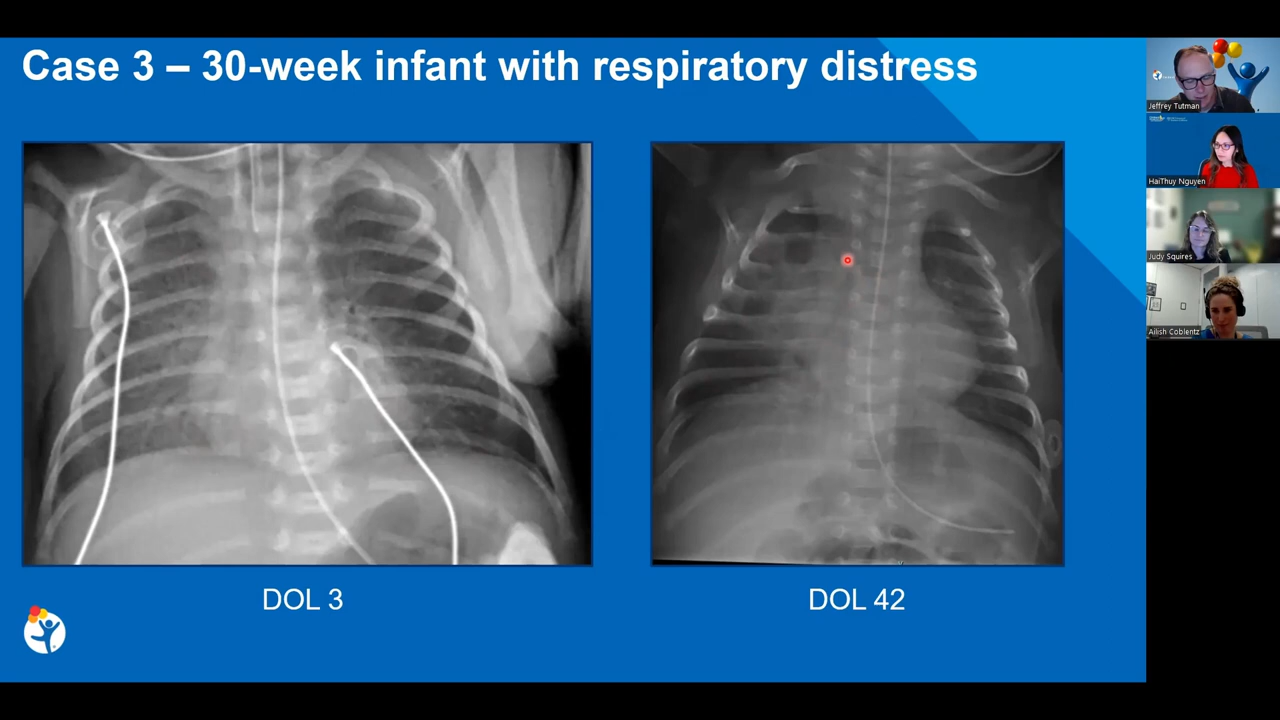 Case 3 – 30-week infant with respiratory distress
DOL 3
DOL 42
Jeffrey Tutman
HaiThuy Nguyen
Judy Squires
Ailish Coblentz